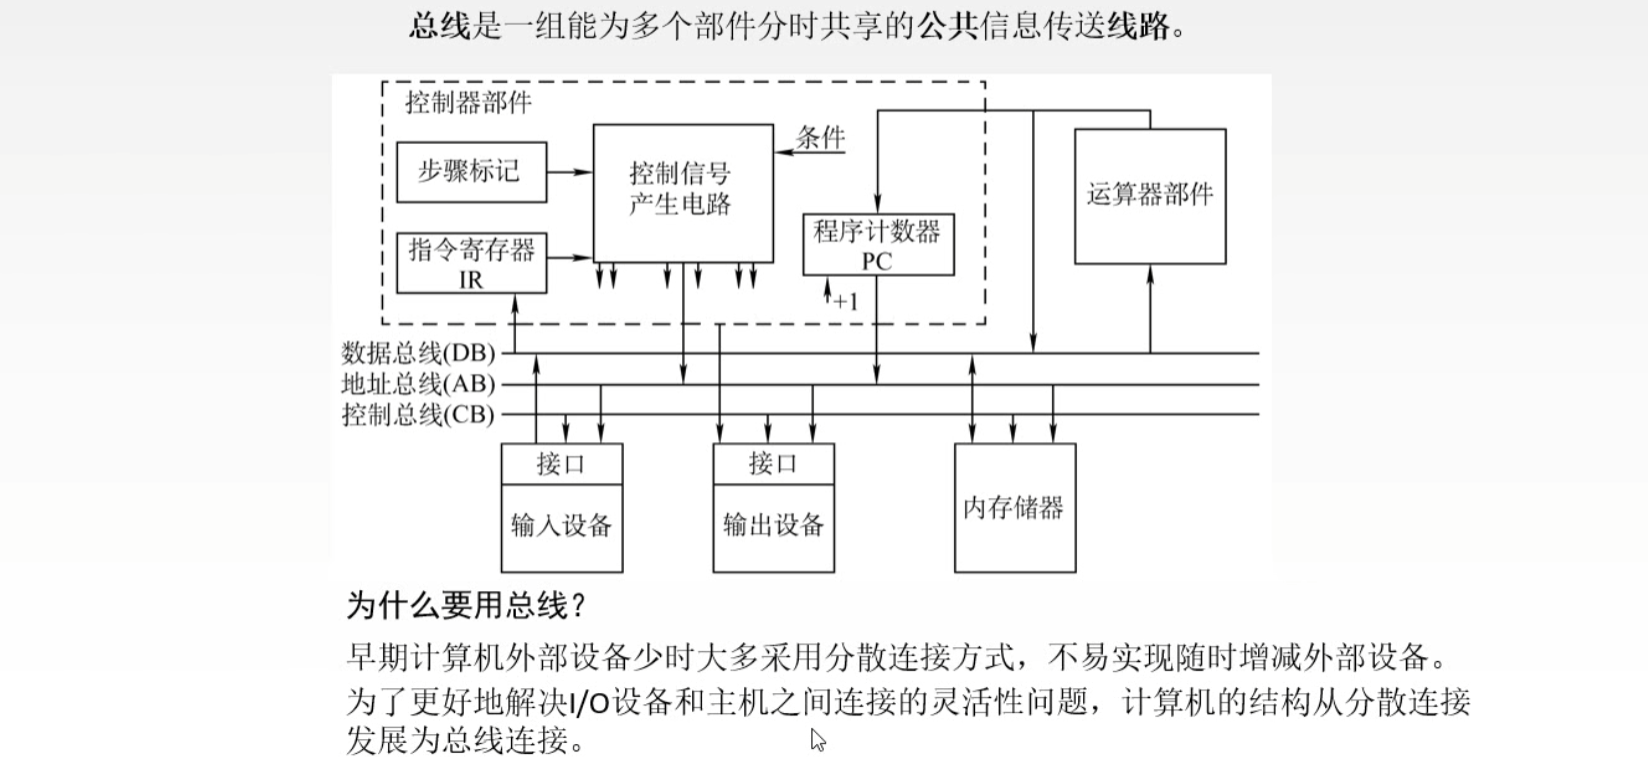 总线是一组能为多个部件分时共享的公共信息传送线路。
控制器部件
条件
步骤标记
控制信号
产生电路
运算器部件
指令寄存器
IR
程序计数器
PC
+1
数据总线(DB)
地址总线(AB)
控制总线(CB)
接口
接口
输入设备
输出设备
内存储器
为什么要用总线？
早期计算机外部设备少时大多采用分散连接方式，不易实现随时增减外部设备。
为了更好地解决I/O设备和主机之间连接的灵活性问题，计算机的结构从分散连接
发展为总线连接。